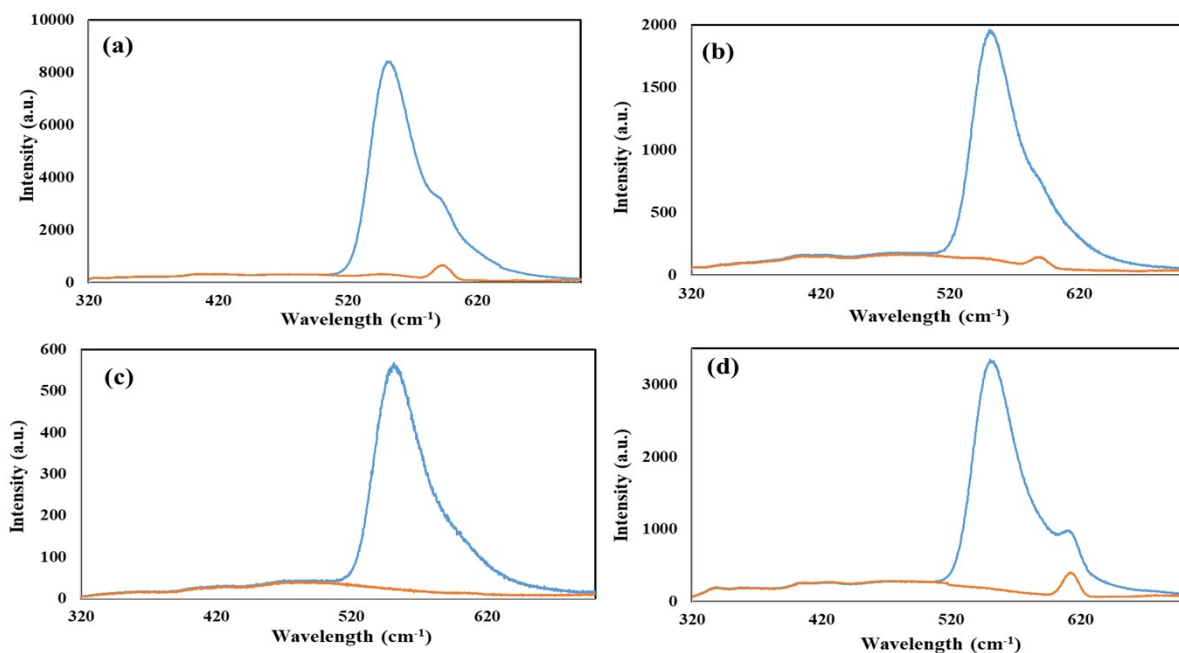 (a)
10000
8000
6000
4000
2000
0
Intensity (a.u.)
320 420 520 620
Wavelength (cm-1)
(b)
2000
1500
1000
500
0
Intensity (a.u.)
320 420 520 620
Wavelength (cm-1)
(c)
600
500
400
300
200
100
0
Intensity (a.u.)
320 420 520 620
Wavelength (cm-1)
(d)
3000
2000
1000
0
Intensity (a.u.)
320 420 520 620
Wavelength (cm-1)